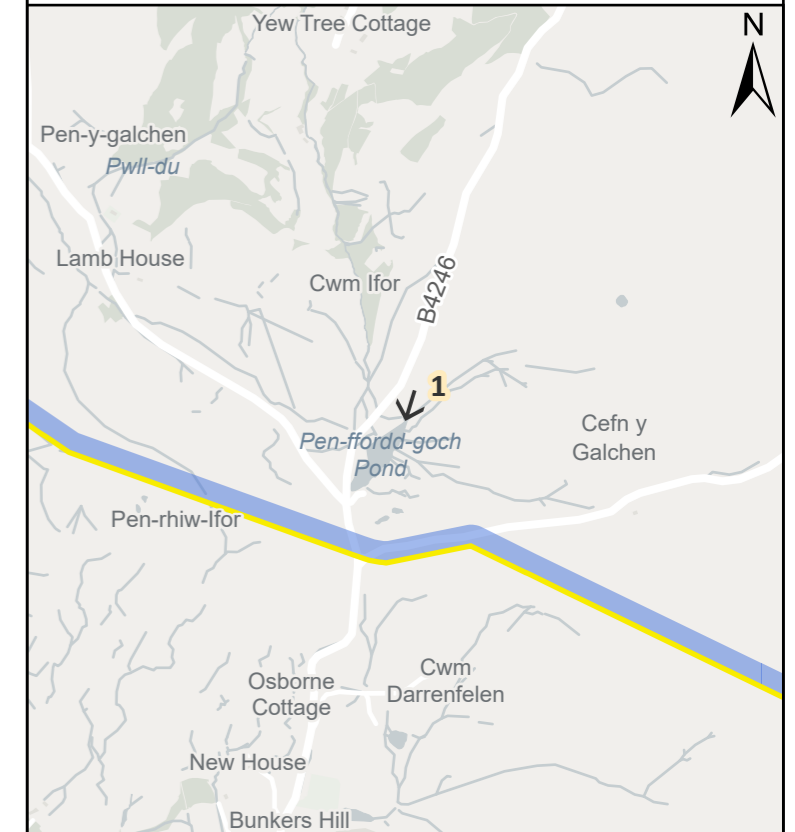 Yew Tree Cottage
N
Pen-y-galchen
Pwll-du
Lamb House
Cwm Ifor
B4246
1
Cefn y
Galchen
Pen-ffordd-goch
Pond
Pen-rhiw-Ifor
Cwm
Darrenfelen
Osborne
Cottage
New House
Bunkers Hill